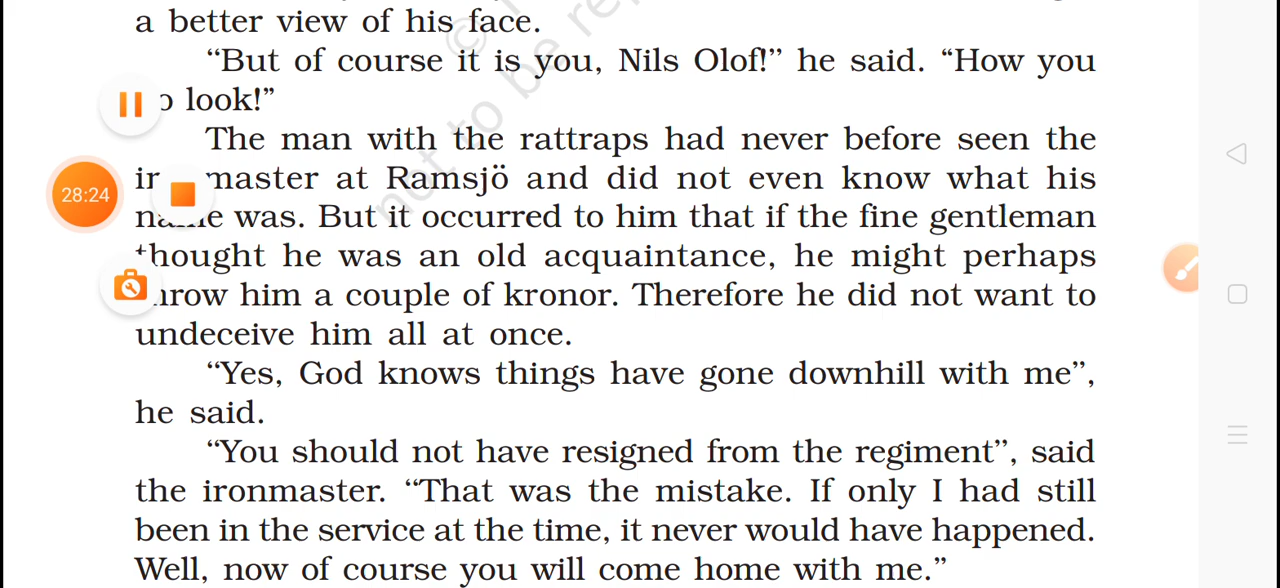 a better view of his face.
“But of course it is you, Nils Olof!” he said. “How you
look!”
The man with the rattraps had never before seen the
master at Ramsjö and did not even know what his
was. But it occurred to him that if the fine gentleman
thought he was an old acquaintance, he might perhaps
him a couple of kronor. Therefore he did not want to
undeceive him all at once.
“Yes, God knows things have gone downhill with me”,
he said.
“You should not have resigned from the regiment”, said
the ironmaster. “That was the mistake. If only I had still
been in the service at the time, it never would have happened.
Well, now of course you will come home with me.”
28:24
not to be rep